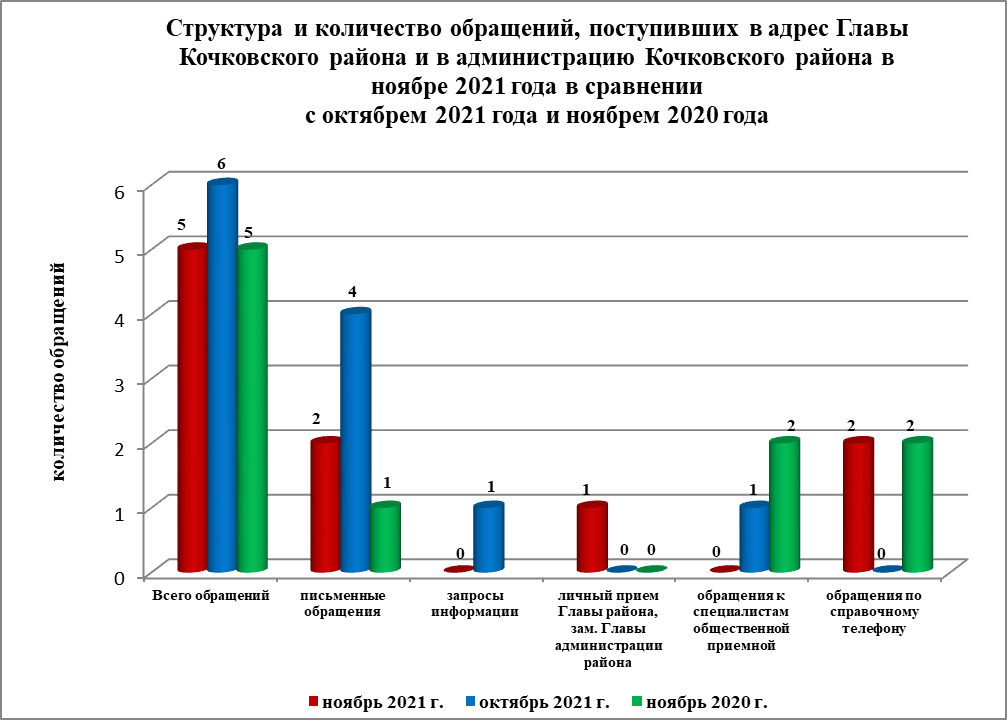 Структура и количество обращений, поступивших в адрес Главы
Кочковского района и в администрацию Кочковского района в
ноябре 2021 года в сравнении
с октябрем 2021 года и ноябрем 2020 года
количество обращений
6
5
4
3
2
1
0
5
6
5
2
4
1
0
1
1
0
0
0
1
2
2
0
2
Всего обращений
письменные
обращения
запросы
информации
личный прием
Главы района,
зам. Главы
администрации
района
обращения к
специалистам
общественной
приемной
обращения по
справочному
телефону
ноябрь 2021 г.
октябрь 2021 г.
ноябрь 2020 г.